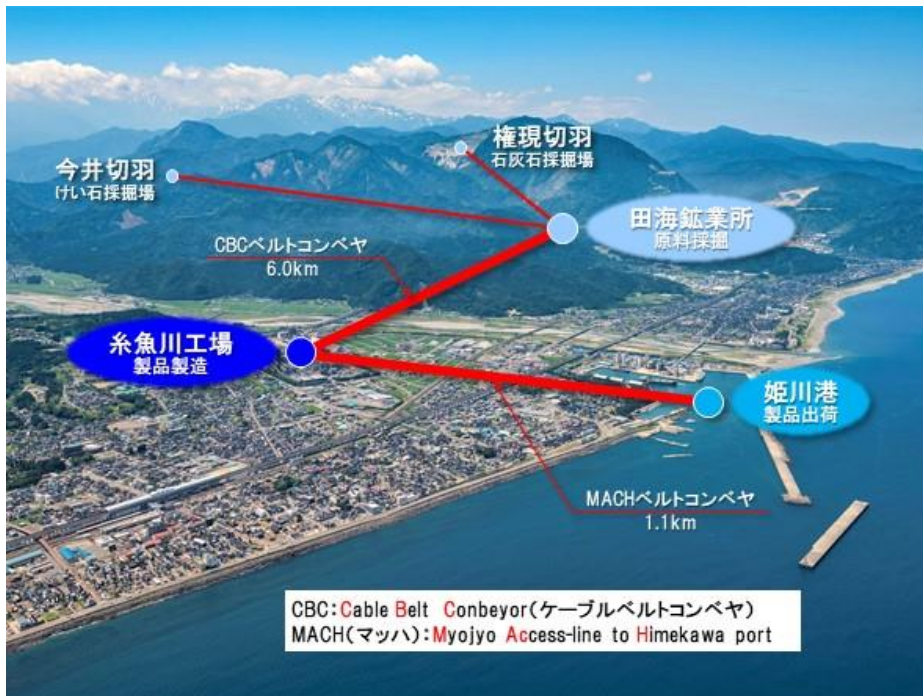 権現切羽
石灰石採掘場
今井切羽
けい石採掘場
田海鉱業所
原料採掘
CBCベルトコンベヤ
6.0km
糸魚川工場
製品製造
姫川港
製品出荷
MACHベルトコンベヤ
1.1km
CBC:Cable Belt Conbeyor(ケーブルベルトコンベヤ)
MACH(マッハ):Myojyo Access-line to Himekawa port